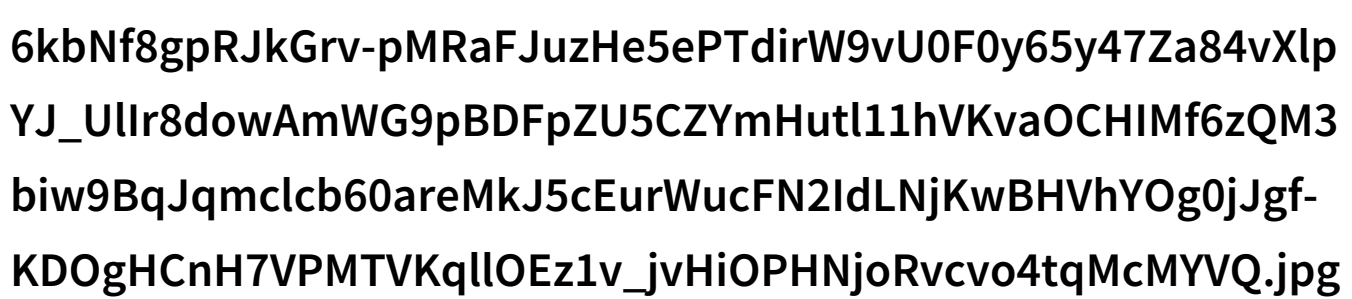 6kbNf8gpRJkGrv-pMRaFJuzHe5ePTdirW9vU0F0y65y47Za84vXlp
YJ_UlIr8dowAmWG9pBDFpZU5CZYmHutl11hVKvaOCHIMf6zQM3
biw9BqJqmclcb60areMkJ5cEurWucFN2IdLNjKwBHVhYOg0jJgf-
KDOgHCnH7VPMTVKqllOEz1v_jvHiOPHNjoRvcvo4tqMcMYVQ.jpg